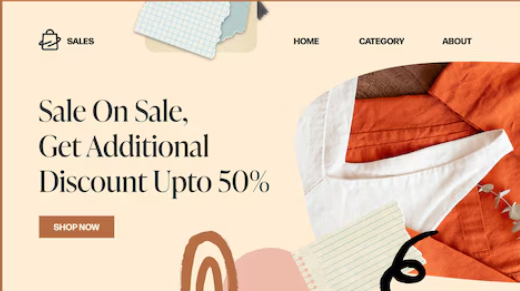 SALES
HOME
CATEGORY
ABOUT
Sale On Sale,
Get Additional
Discount Upto 50%
SHOP NOW